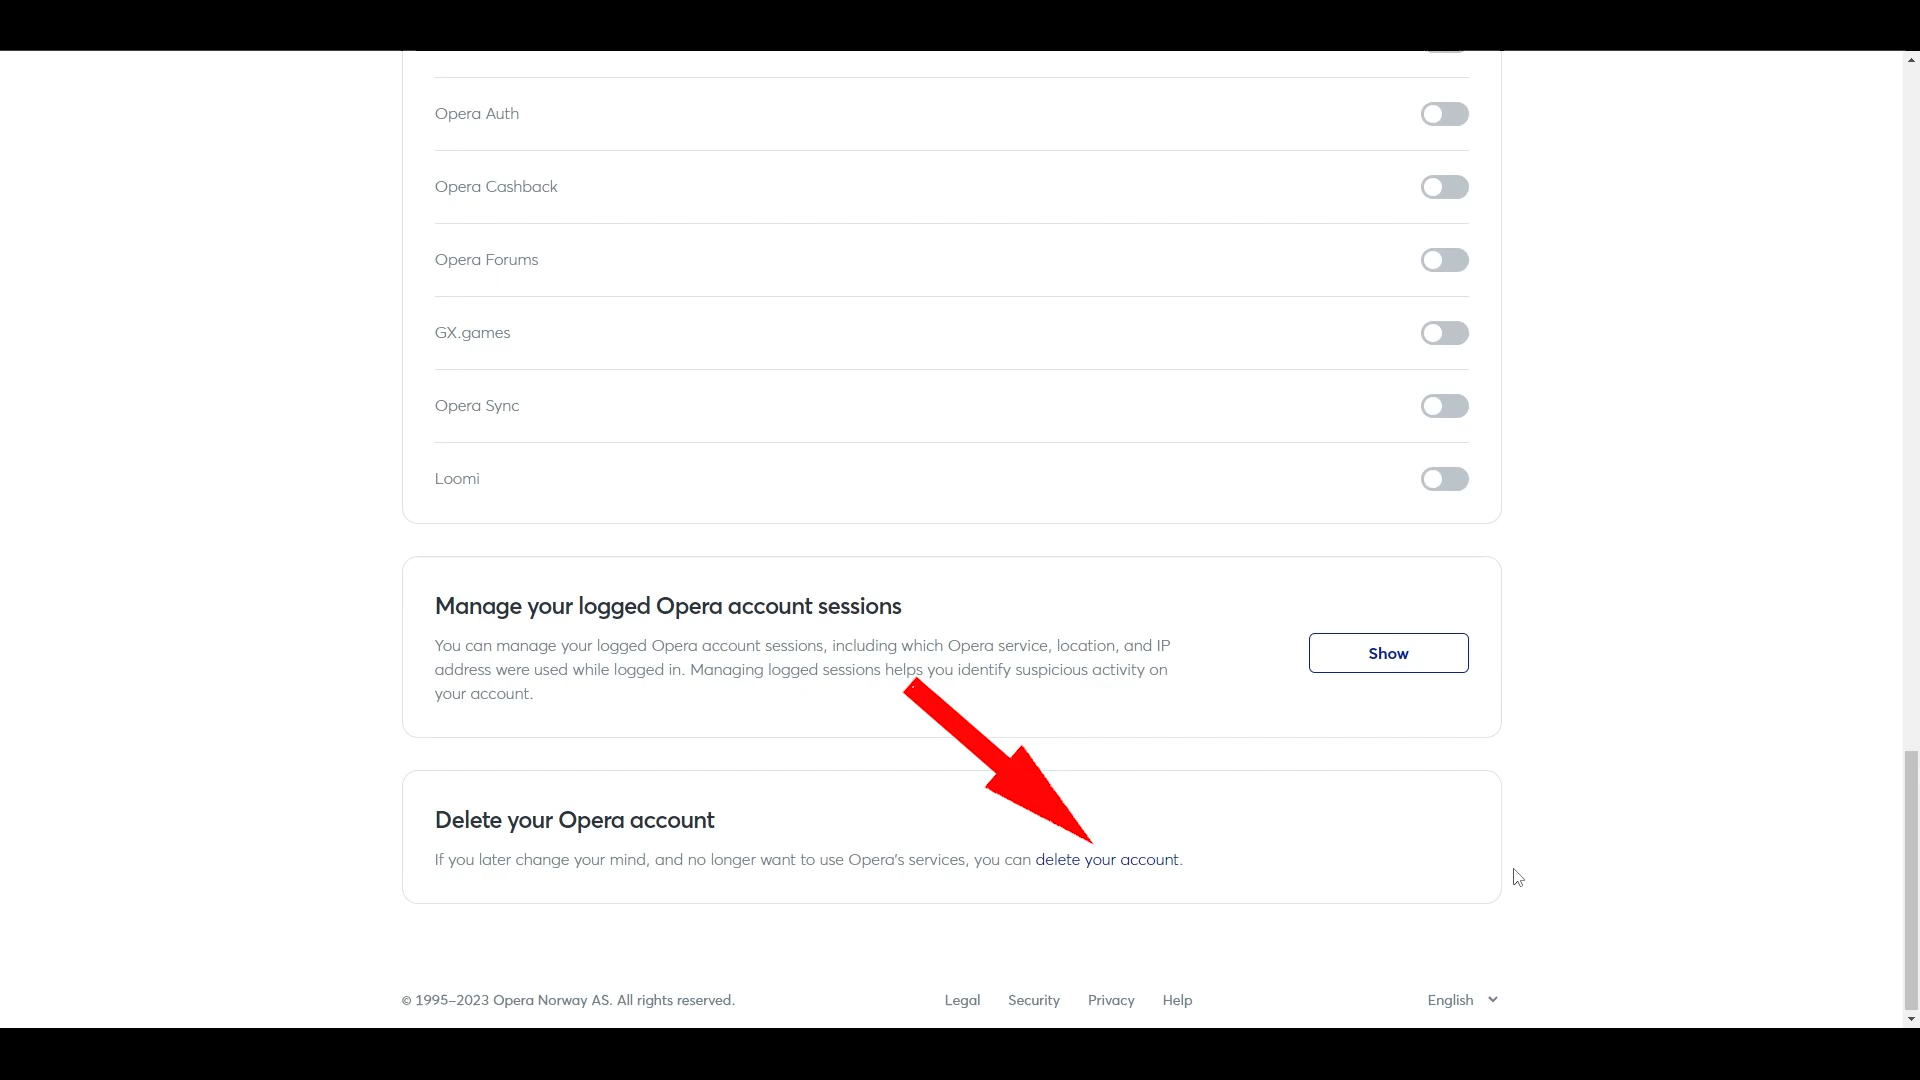 Opera Auth
Opera Cashback
Opera Forums
GX.games
Opera Sync
Loomi
Manage your logged Opera account sessions
You can manage your logged Opera account sessions, including which Opera service, location, and IP
address were used while logged in. Managing logged sessions helps you identify suspicious activity on
your account.
Show
Delete your Opera account
If you later change your mind, and no longer want to use Opera's services, you can delete your account.
© 1995–2023 Opera Norway AS. All rights reserved.
Legal
Security
Privacy
Help
English